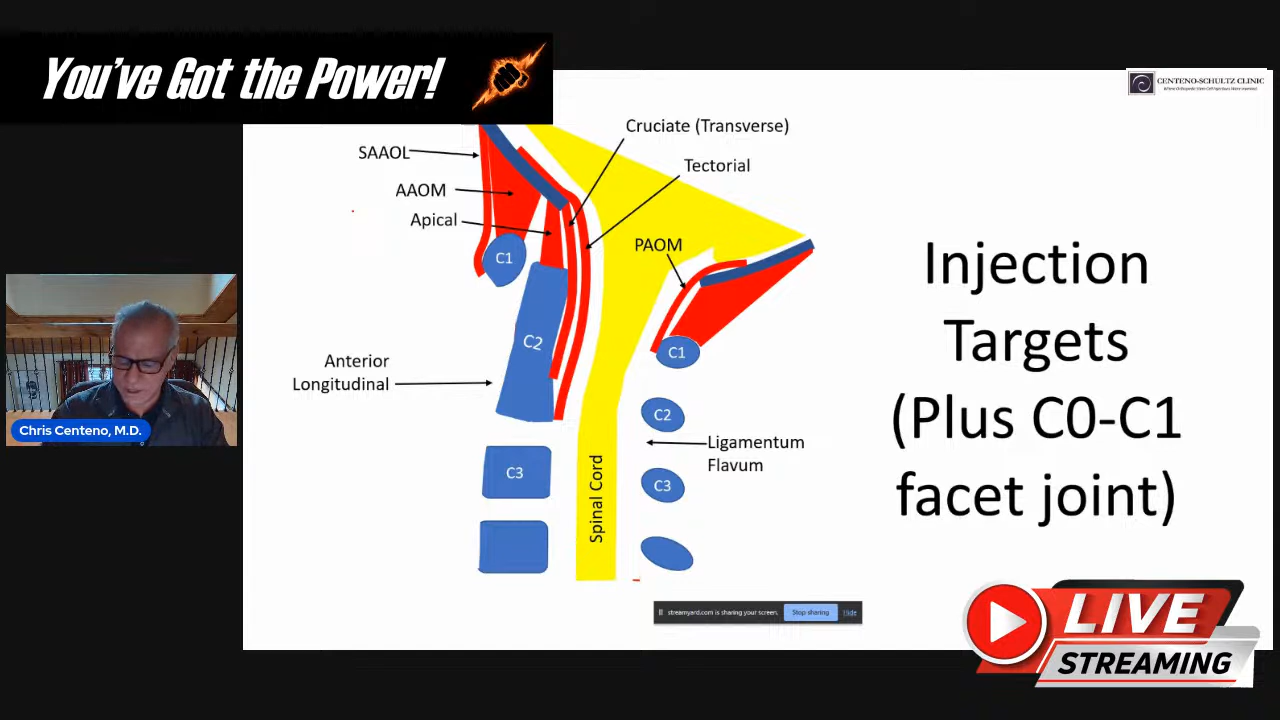 You've Got the Power!
CENTENO-SCHULTZ CLINIC
Cruciate (Transverse)
SAAOL
Tectorial
AAOM
Apical
PAOM
C1
C2
C1
Anterior
Longitudinal
C2
Ligamentum
Flavum
C3
C3
Spinal Cord
Injection
Targets
(Plus C0-C1
facet joint)
Chris Centeno, M.D.
streamyard.com is sharing your screen.
Stop sharing
Hide
LIVE
STREAMING